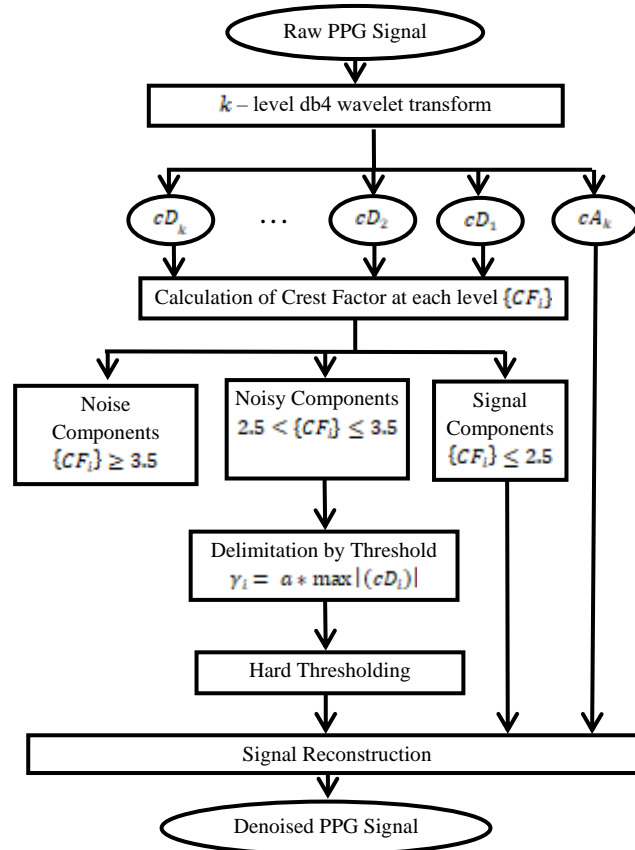 Raw PPG Signal
k – level db4 wavelet transform
cD_k ... cD_2 cD_1 cA_k
Calculation of Crest Factor at each level {CF_i}
Noise
Components
{CF_i} ≥ 3.5
Noisy Components
2.5 < {CF_i} ≤ 3.5
Signal
Components
{CF_i} ≤ 2.5
Delimitation by Threshold
γ_i = a * max|(cD_i)|
Hard Thresholding
Signal Reconstruction
Denoised PPG Signal